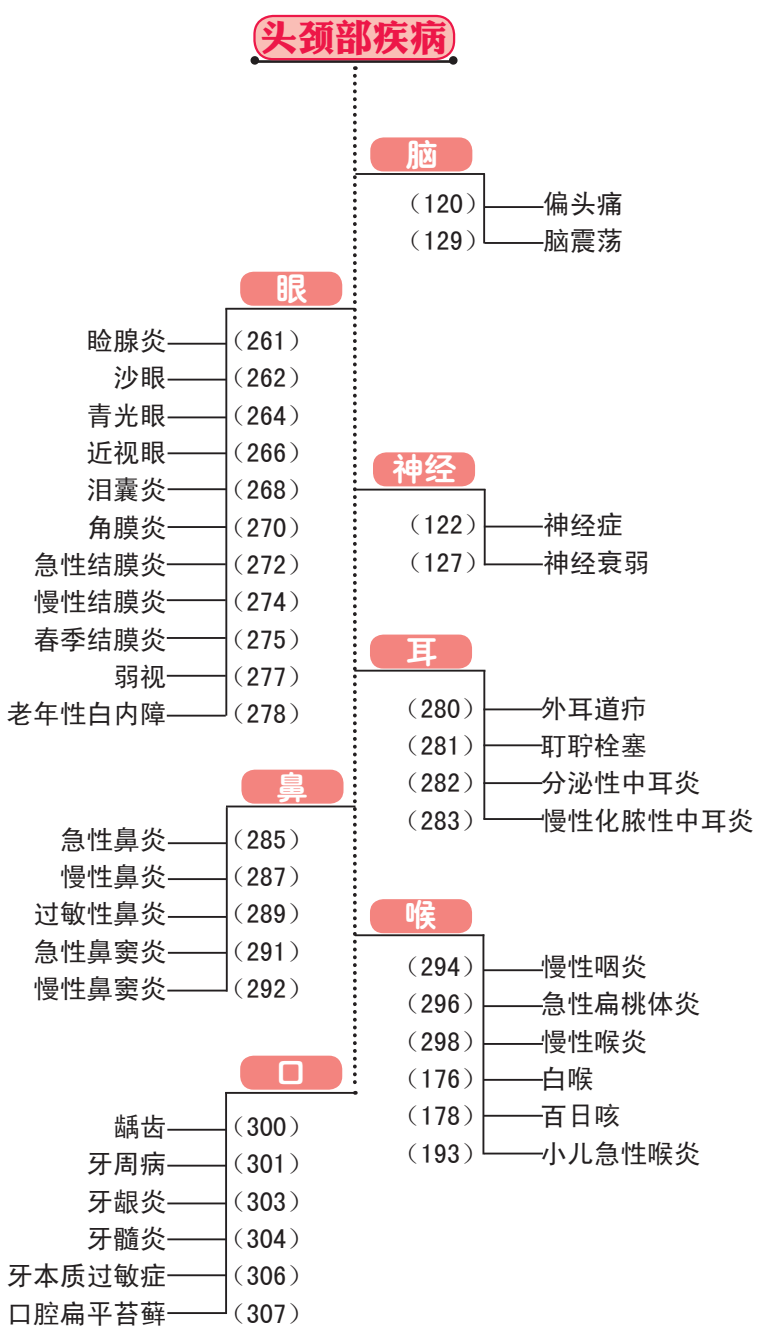 头颈部疾病
脑
（120） 偏头痛
（129） 脑震荡
眼
睑腺炎 （261）
沙眼 （262）
青光眼 （264）
近视眼 （266）
泪囊炎 （268）
角膜炎 （270）
急性结膜炎 （272）
慢性结膜炎 （274）
春季结膜炎 （275）
弱视 （277）
老年性白内障 （278）
神经
（122） 神经症
（127） 神经衰弱
耳
（280） 外耳道疖
（281） 耵聍栓塞
（282） 分泌性中耳炎
（283） 慢性化脓性中耳炎
鼻
急性鼻炎 （285）
慢性鼻炎 （287）
过敏性鼻炎 （289）
急性鼻窦炎 （291）
慢性鼻窦炎 （292）
喉
（294） 慢性咽炎
（296） 急性扁桃体炎
（298） 慢性喉炎
（176） 白喉
（178） 百日咳
（193） 小儿急性喉炎
口
龋齿 （300）
牙周病 （301）
牙龈炎 （303）
牙髓炎 （304）
牙本质过敏症 （306）
口腔扁平苔藓 （307）